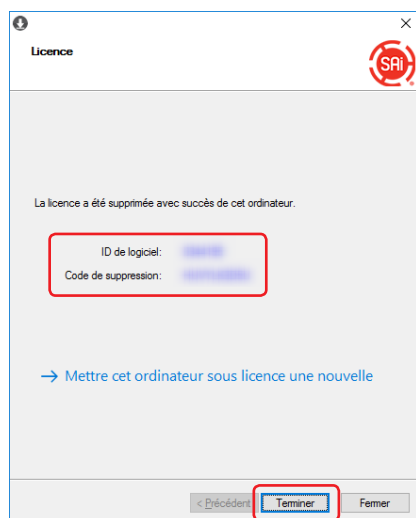 Licence
SAi
La licence a été supprimée avec succès de cet ordinateur.
ID de logiciel:
Code de suppression:
→ Mettre cet ordinateur sous licence une nouvelle
< Précédent
Terminer
Fermer